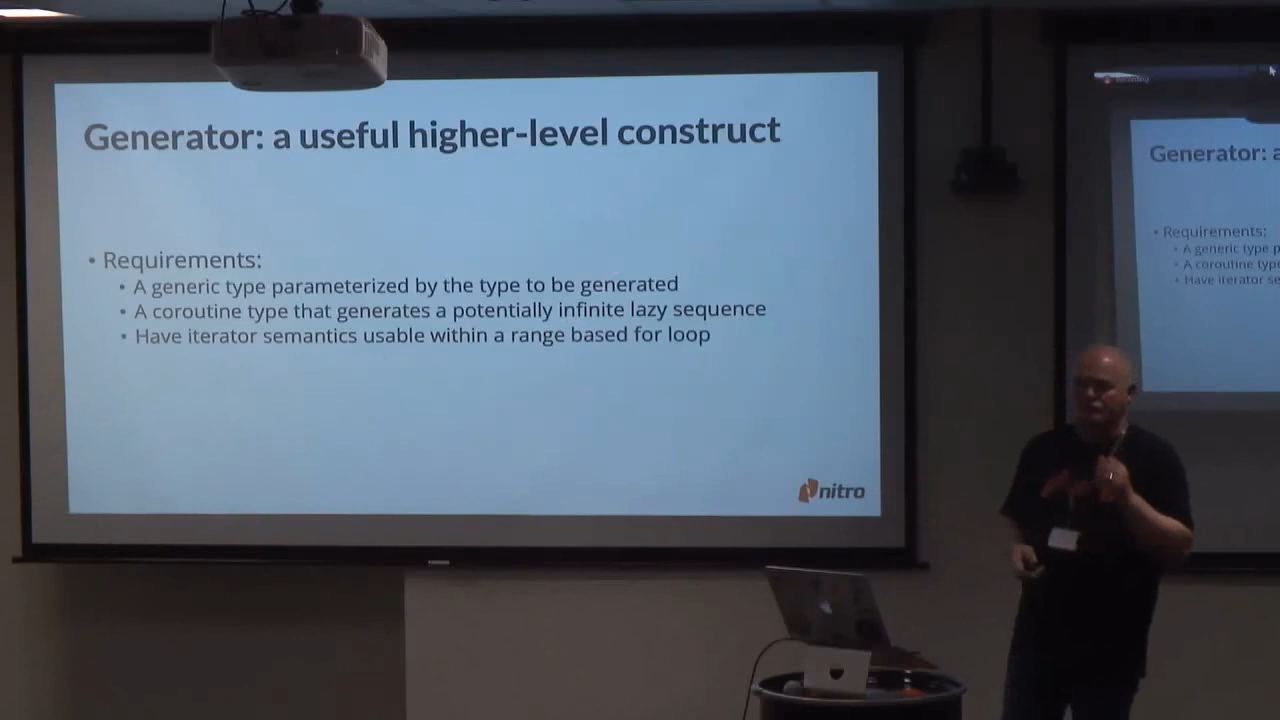 Generator: a useful higher-level construct
• Requirements:
• A generic type parameterized by the type to be generated
• A coroutine type that generates a potentially infinite lazy sequence
• Have iterator semantics usable within a range based for loop
nitro
Generator: a
• Requirements:
• A generic type p
• A coroutine type
• Have iterator se